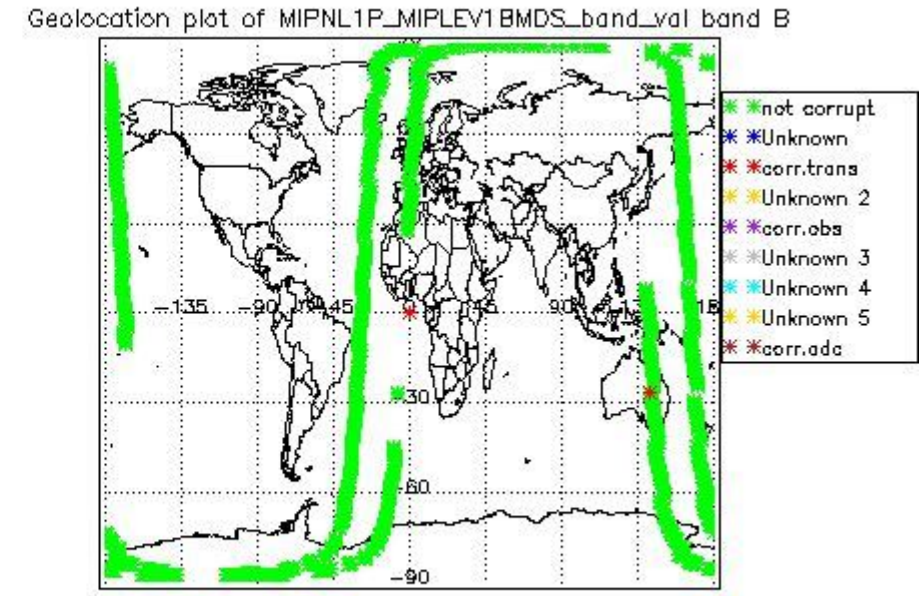 Geolocation plot of MIPNL1P_MIPLEV1BMDS_band_val band B
not corrupt
Unknown
corr.trans
Unknown 2
corr.obs
Unknown 3
Unknown 4
Unknown 5
corr.adc
-135 -90 -45 45 90
-30
-60
-90